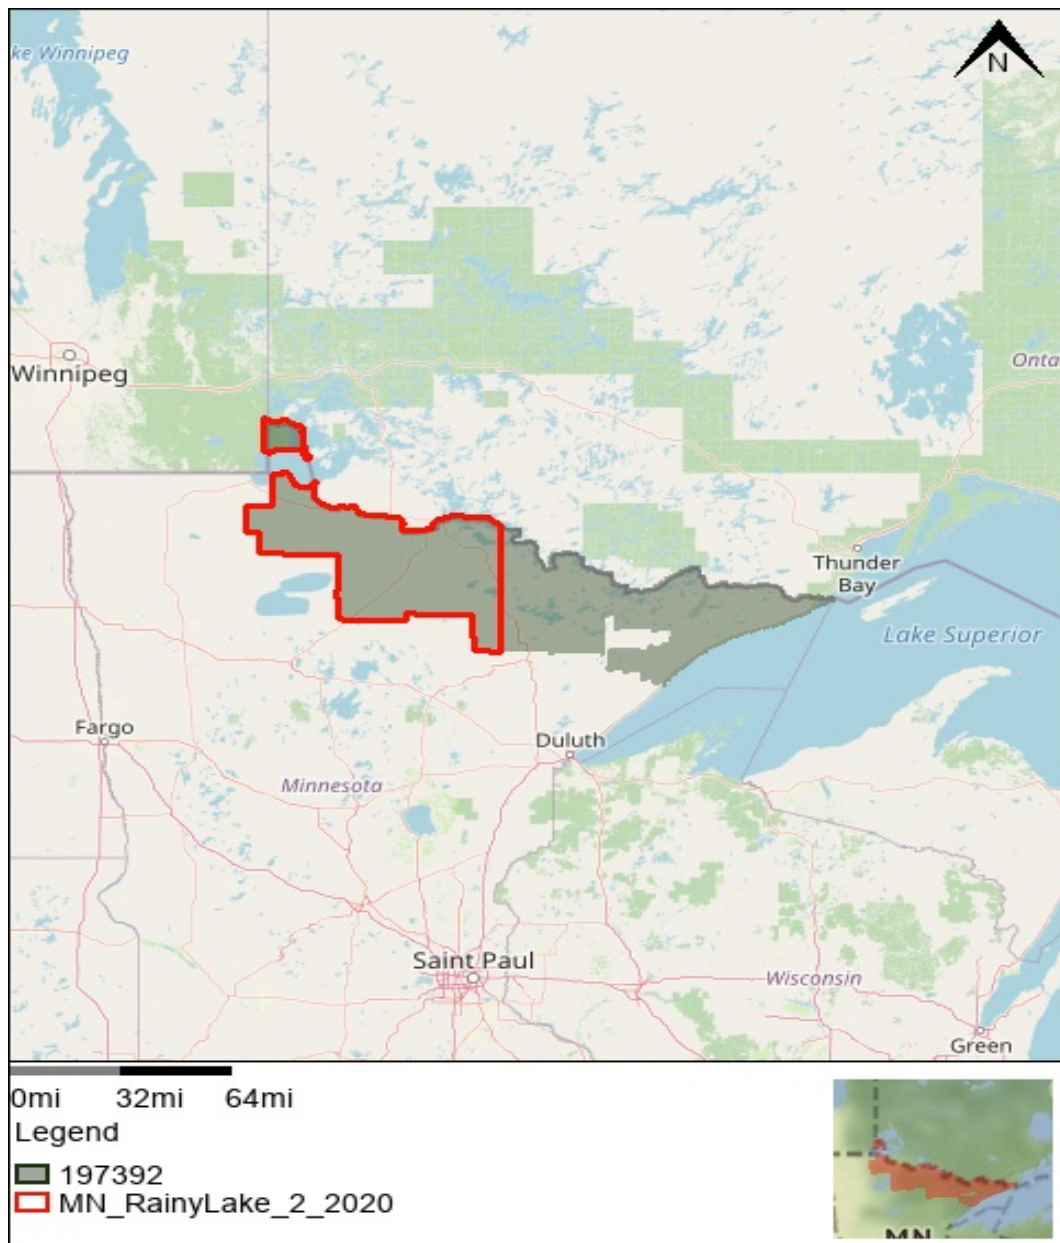 ke Winnipeg
N
Winnipeg
Onta
Thunder
Bay
Lake Superior
Fargo
Duluth
Minnesota
Saint Paul
Wisconsin
Green
0mi 32mi 64mi
Legend
197392
MN_RainyLake_2_2020
MN